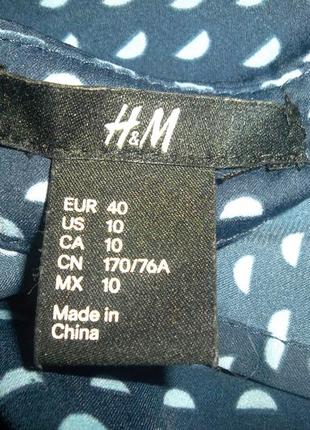 H&M
EUR 40
US 10
CA 10
CN 170/76A
MX 10
Made in
China